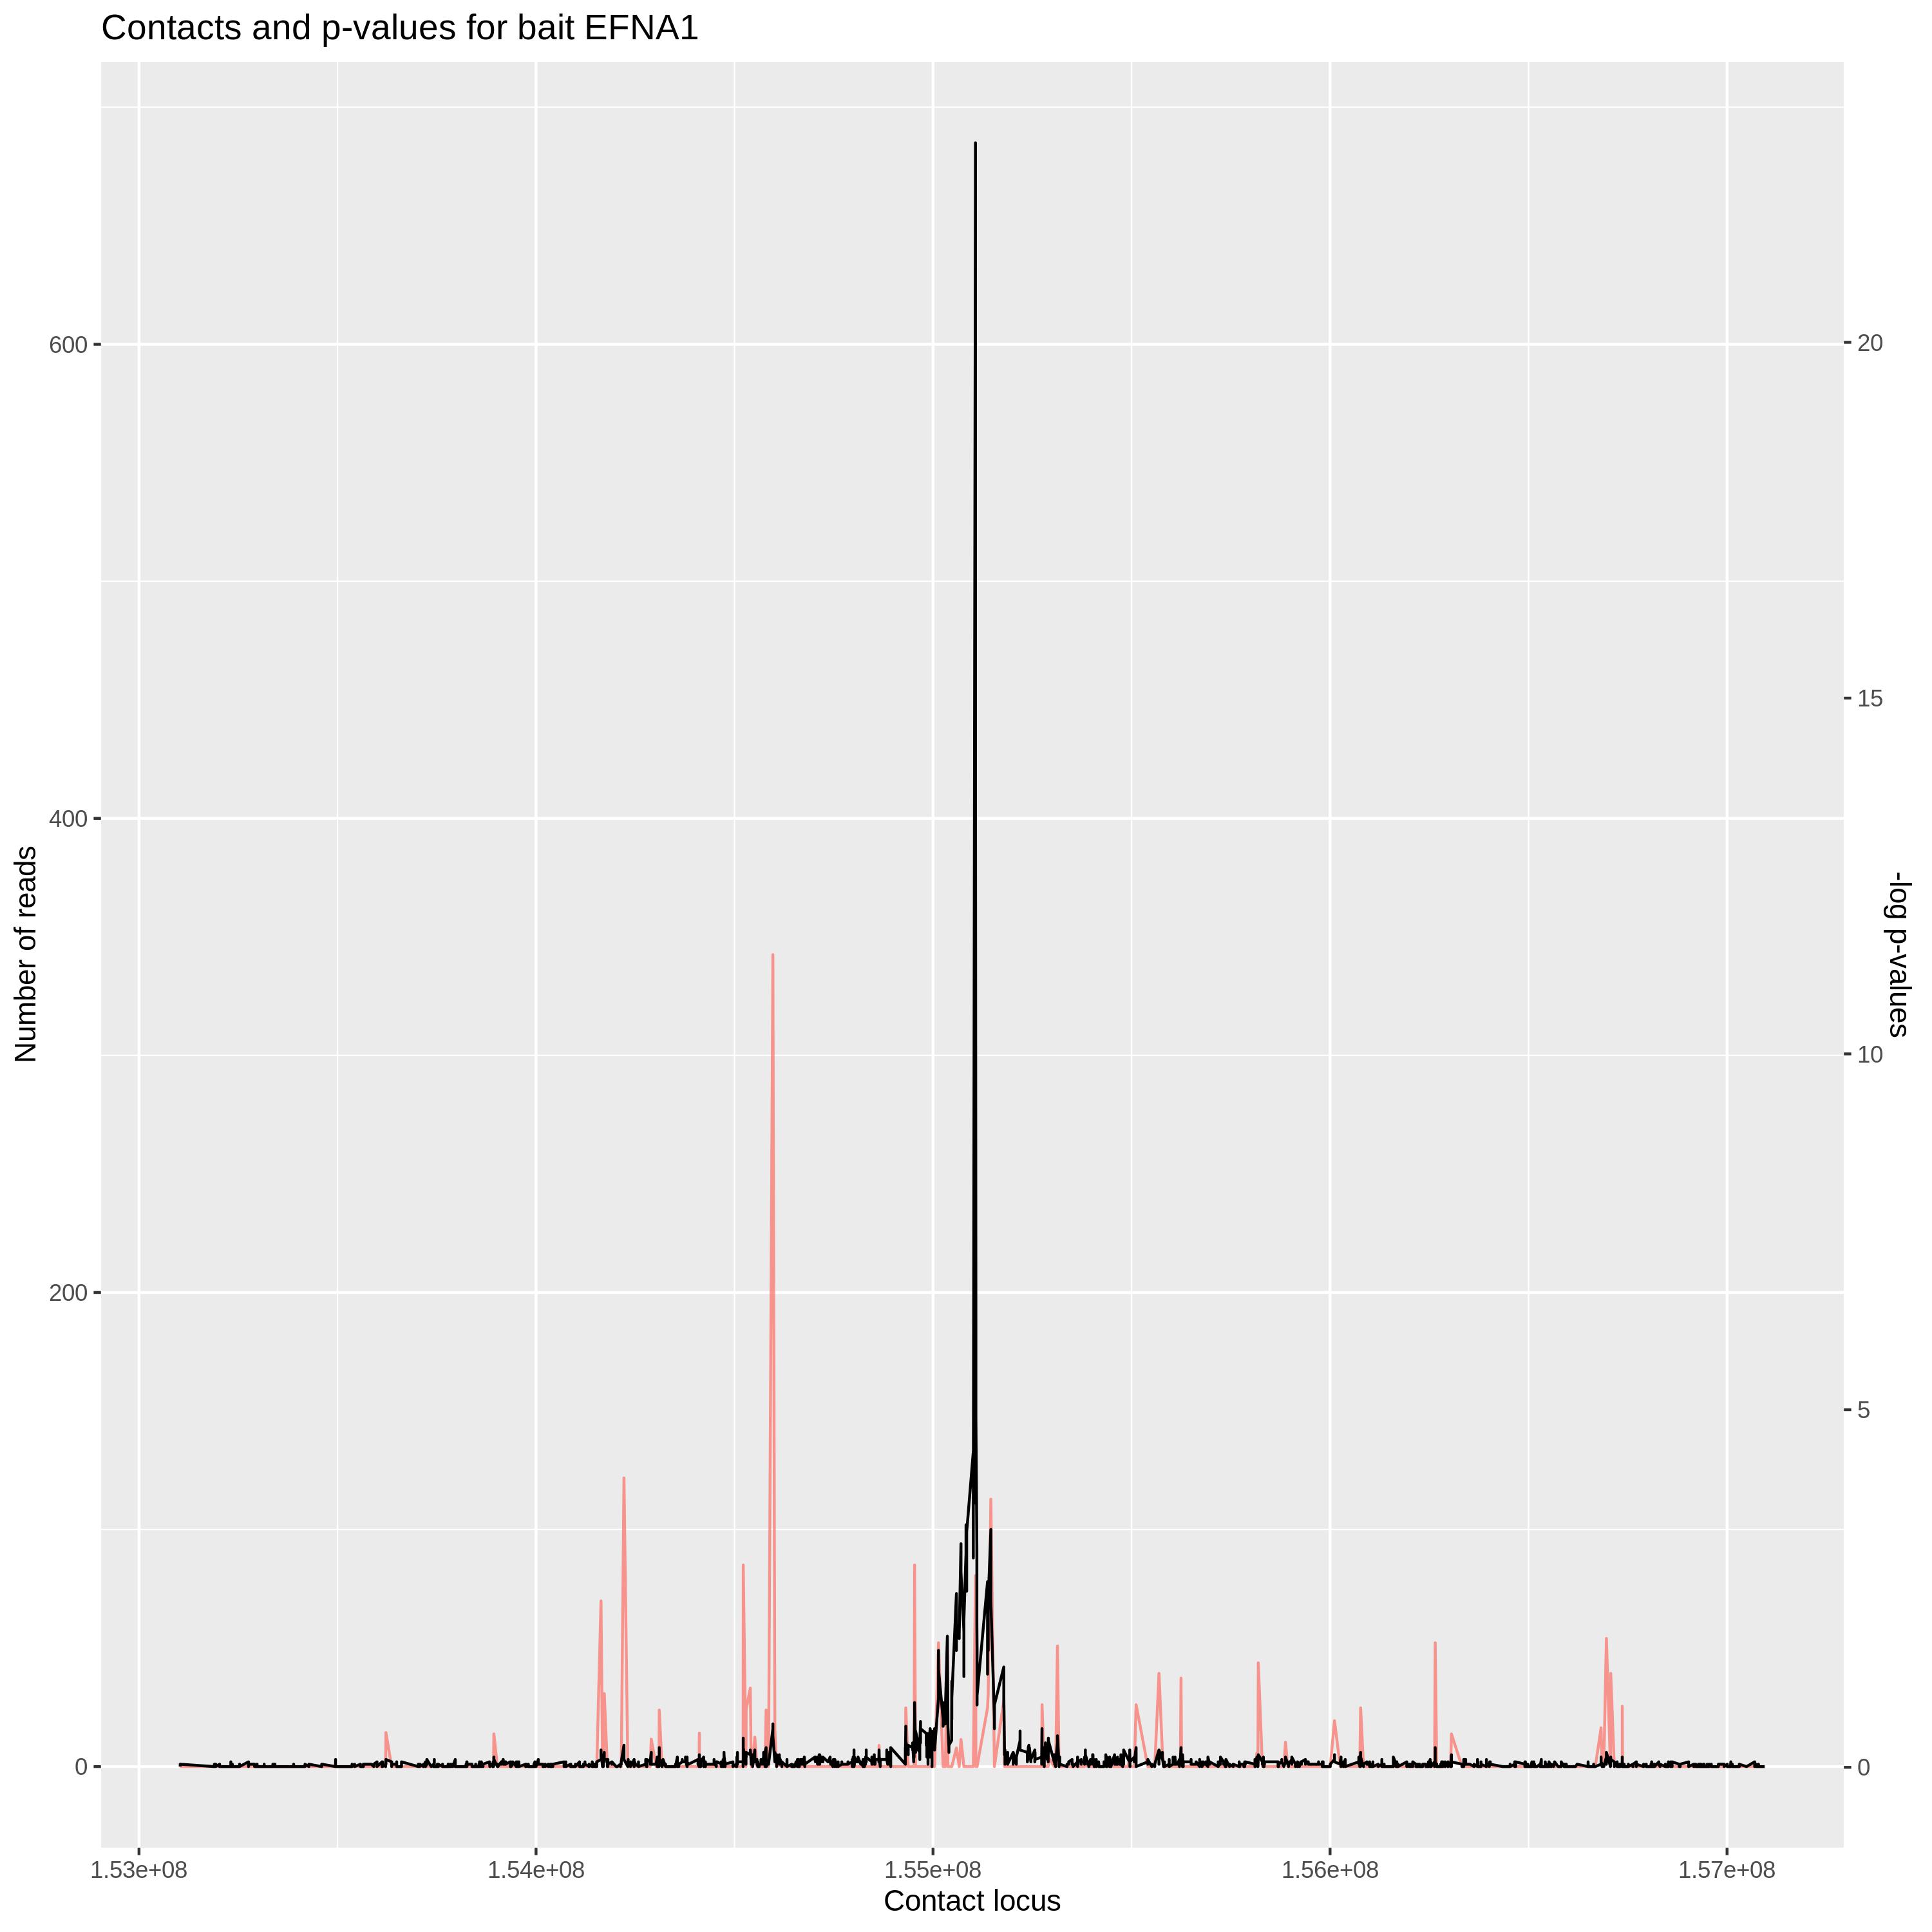 Contacts and p-values for bait EFNA1
600
400
200
0
Number of reads
20
15
10
5
0
-log p-values
1.53e+08
1.54e+08
1.55e+08
1.56e+08
1.57e+08
Contact locus